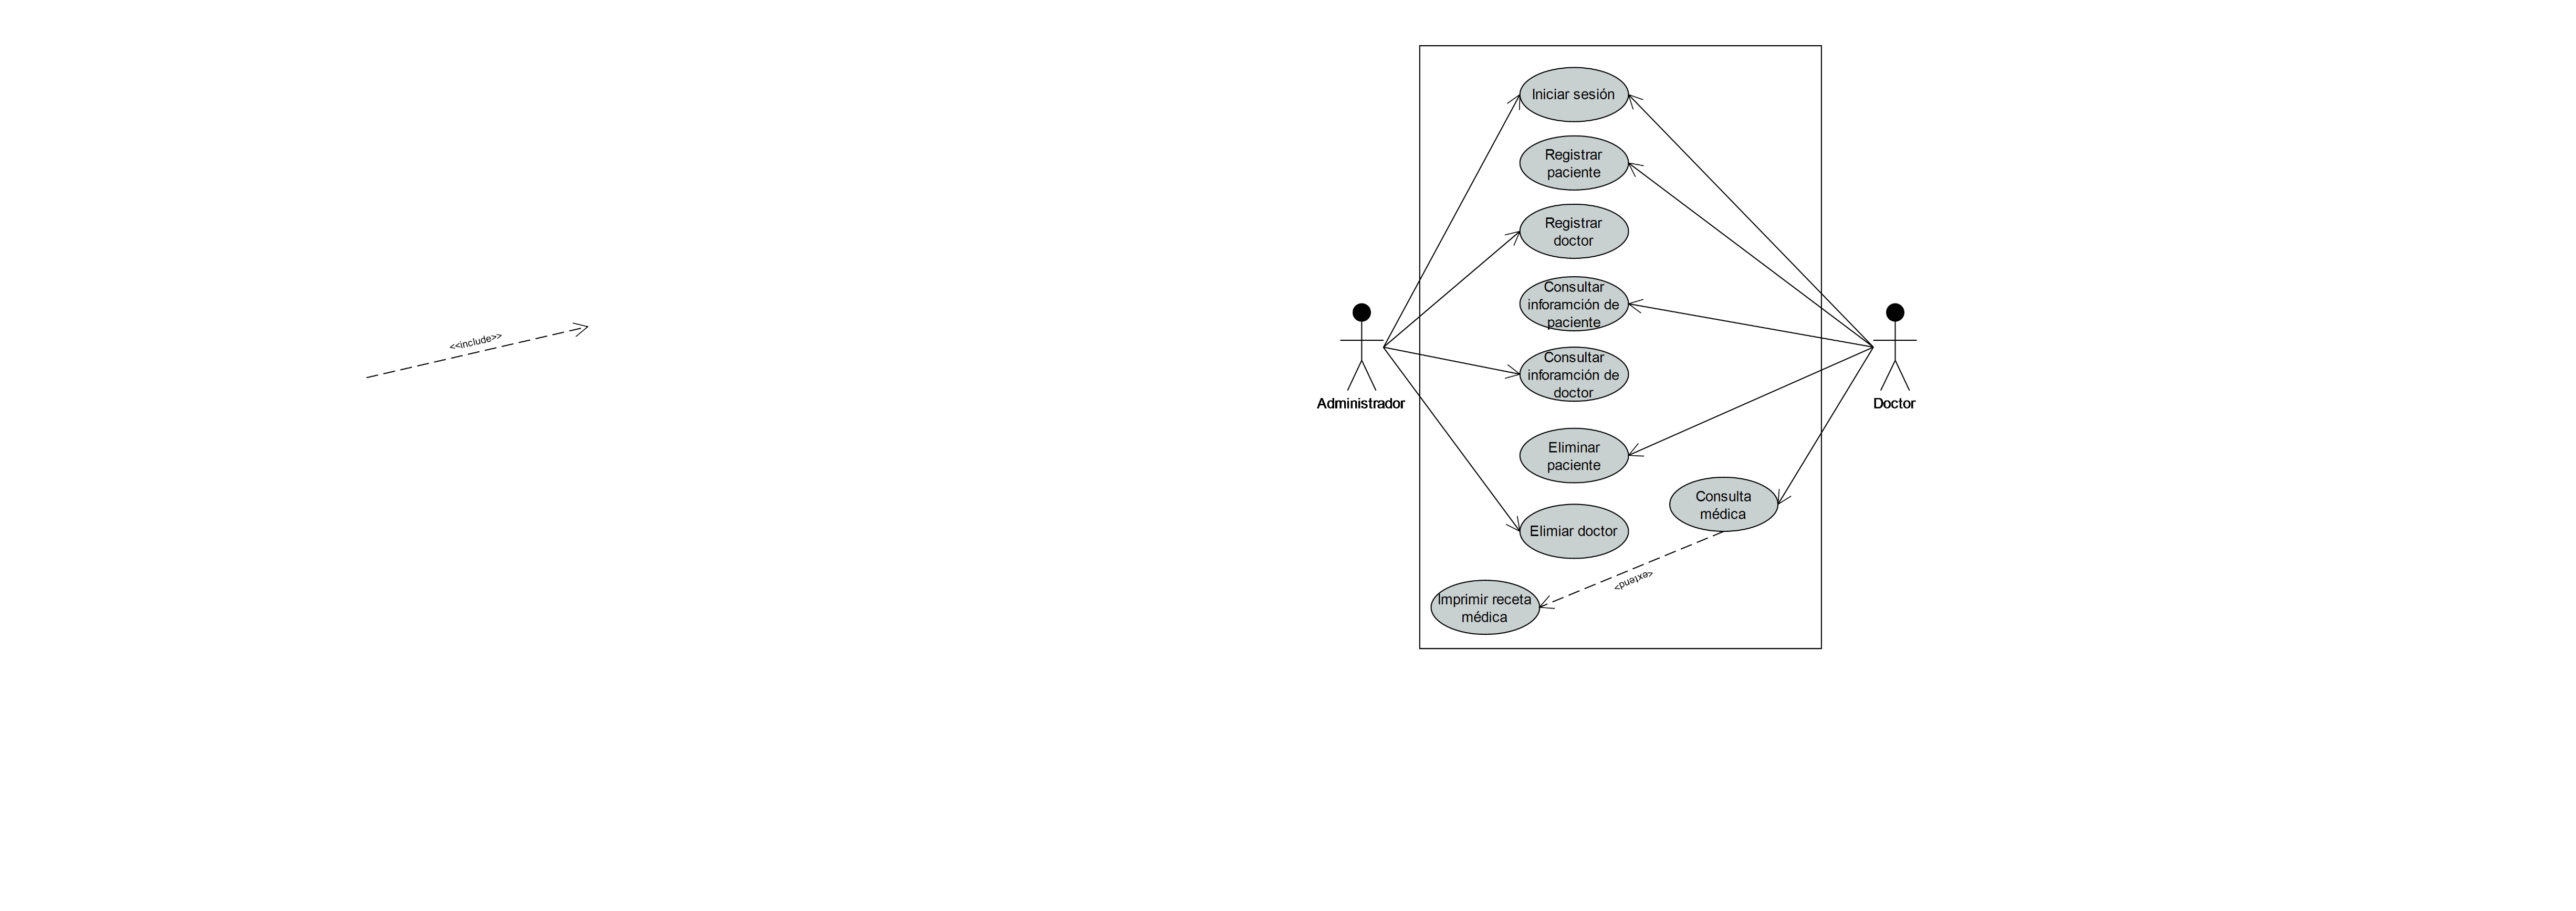 Iniciar sesión
Registrar
paciente
Registrar
doctor
Consultar
inforamción de
paciente
<<include>>
Consultar
inforamción de
doctor
Administrador
Doctor
Eliminar
paciente
Consulta
médica
Elimiar doctor
<extend>
Imprimir receta
médica